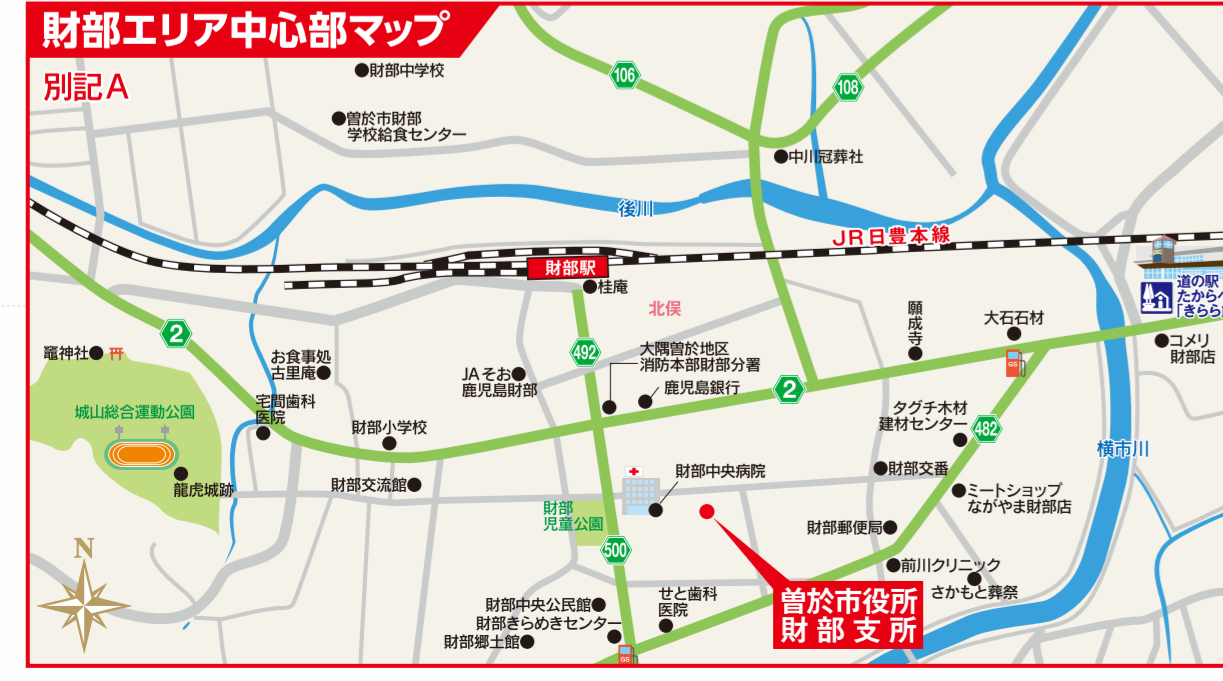 財部エリア中心部マップ
別記A
財部中学校
106
108
曽於市財部
学校給食センター
中川冠葬社
後川
JR日豊本線
財部駅
桂庵
北俣
道の駅
たからべ
「きらら
2
492
願
成
寺
大石石材
GS
コメリ
財部店
竈神社
お食事処
古里庵
JAそお
鹿児島財部
大隅曽於地区
消防本部財部分署
鹿児島銀行
2
城山総合運動公園
宅間歯科
医院
財部小学校
タグチ木材
建材センター
482
横市川
龍虎城跡
財部交流館
財部中央病院
財部交番
ミートショップ
ながやま財部店
財部
児童公園
500
財部郵便局
前川クリニック
さかもと葬祭
N
財部中央公民館
財部きらめきセンター
財部郷土館
せと歯科
医院
GS
曽於市役所
財部支所